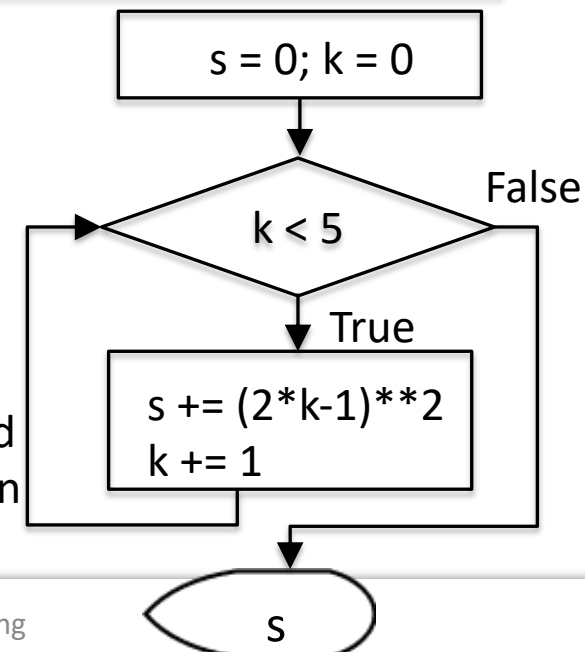 s = 0; k = 0
False
k < 5
True
s += (2*k-1)**2
k += 1
s